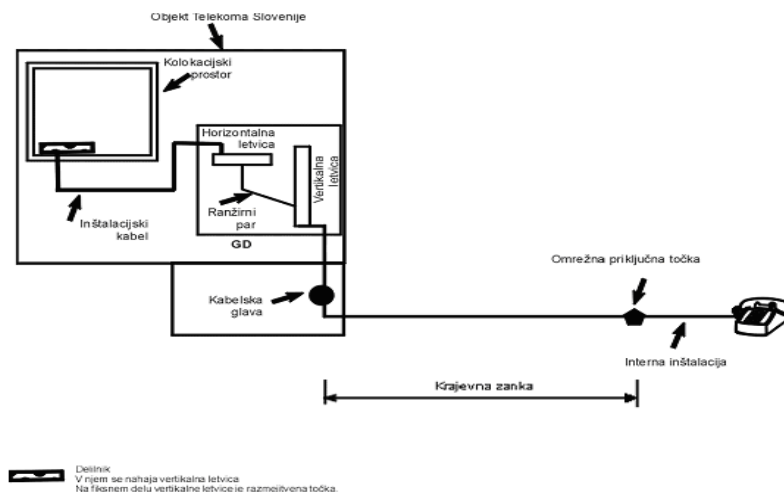 Objekt Telekoma Slovenije
Kolokacijski
prostor
Horizontalna
letvica
Vertikalna
letvica
Ranžirni
par
Inštalacijski
kabel
GD
Omrežna priključna točka
Kabelska
glava
Interna inštalacija
Krajevna zanka
Delilnik
V njem se nahaja vertikalna letvica
Na fiksnem delu vertikalne letvice je razmejitvena točka.